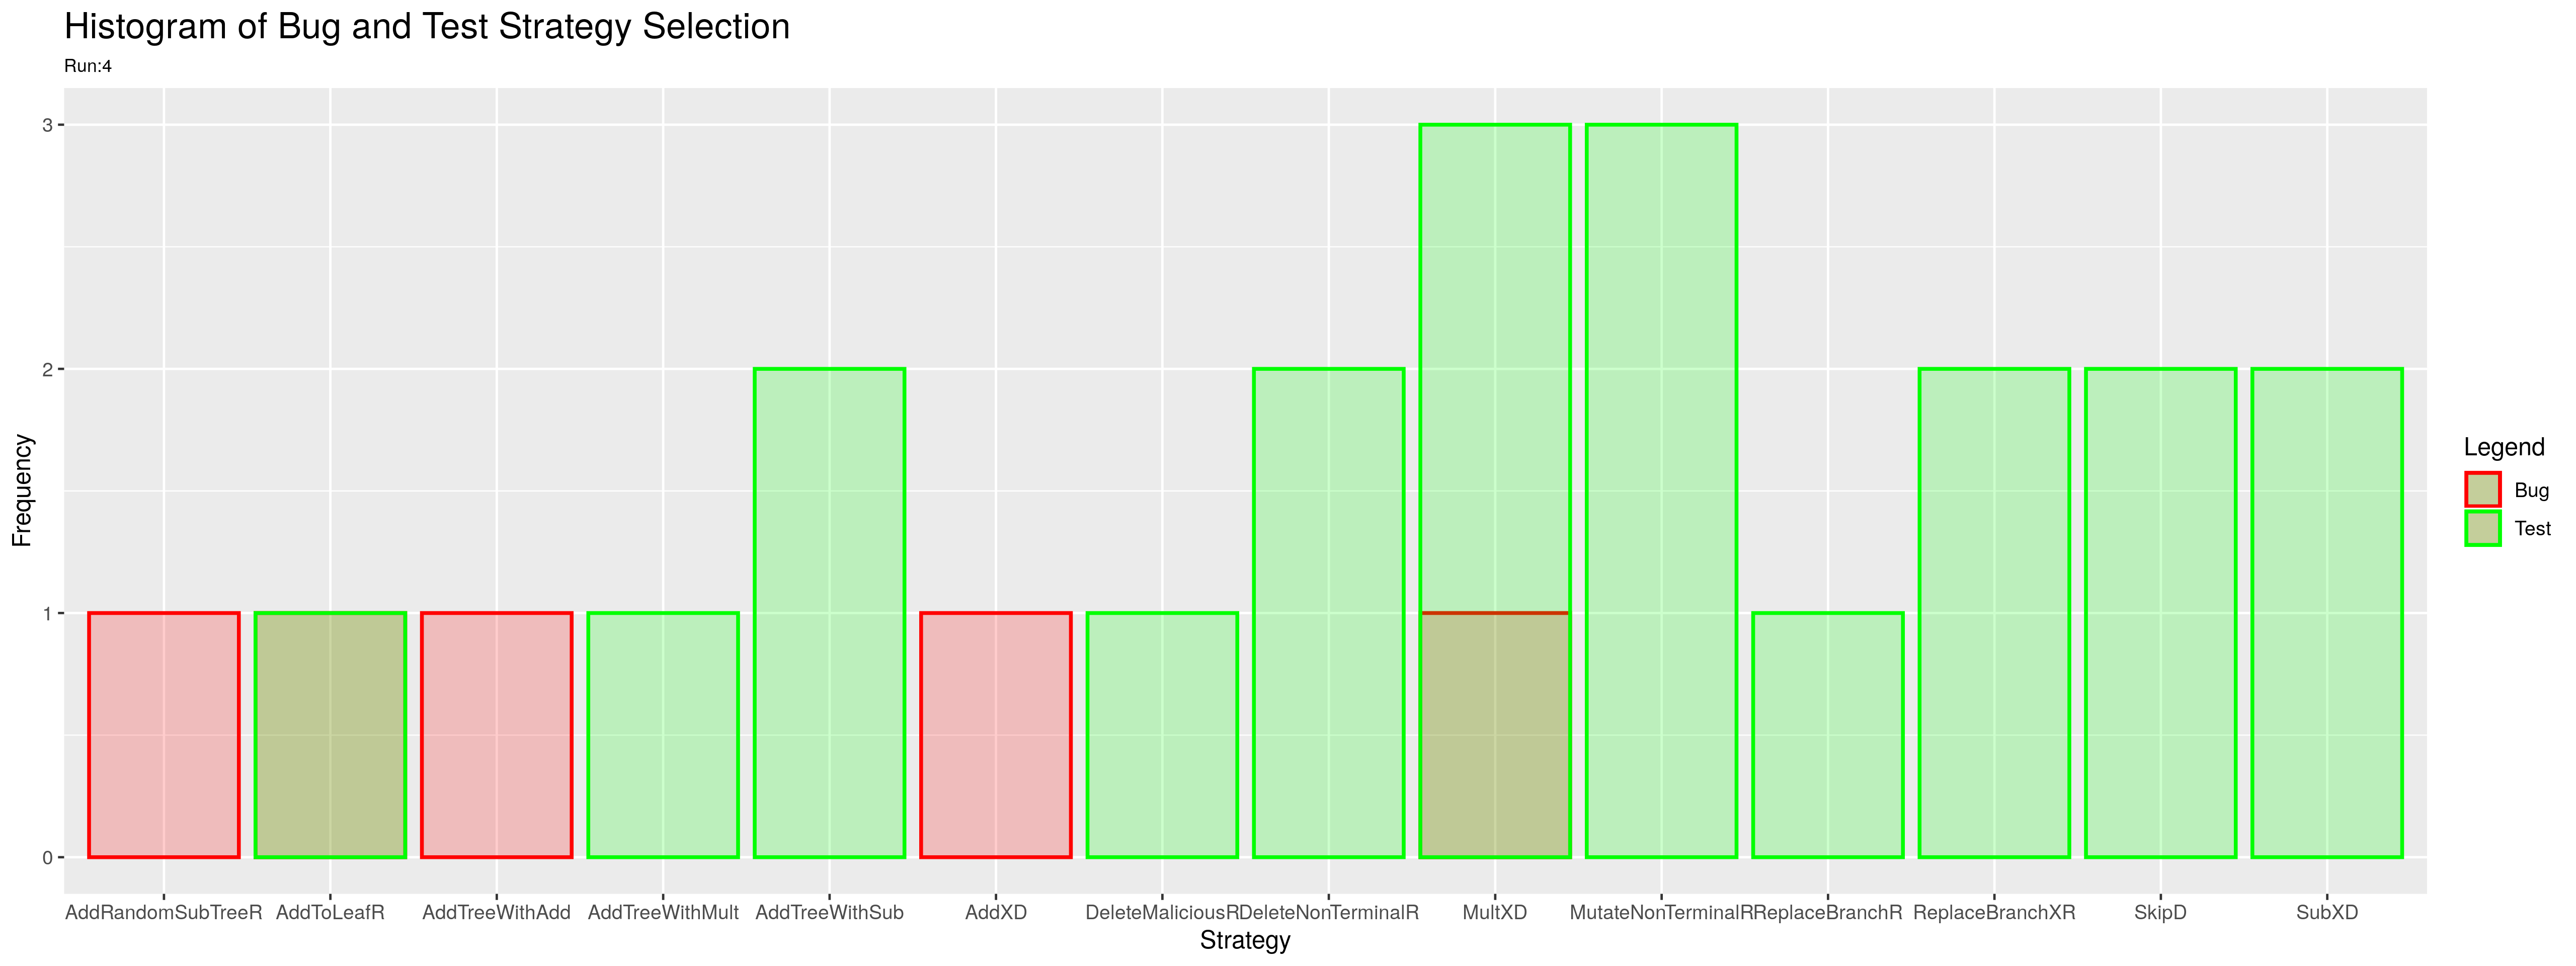 Histogram of Bug and Test Strategy Selection
Run:4
3
2
1
0
Frequency
AddRandomSubTreeR AddToLeafR AddTreeWithAdd AddTreeWithMult AddTreeWithSub AddXD DeleteMaliciousR DeleteNonTerminalR MultXD MutateNonTerminalR ReplaceBranchR ReplaceBranchXR SkipD SubXD
Strategy
Legend
Bug
Test